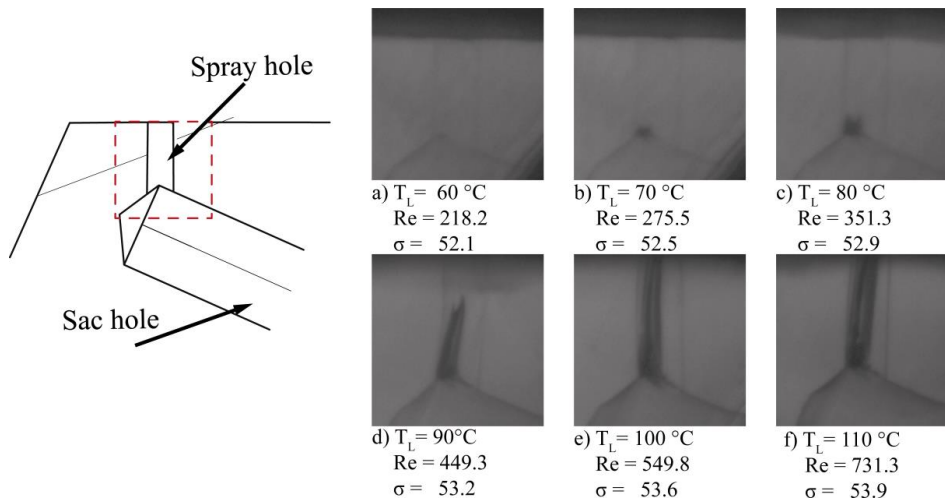 Spray hole
Sac hole
a) T_L = 60 °C
Re = 218.2
σ = 52.1
b) T_L = 70 °C
Re = 275.5
σ = 52.5
c) T_L = 80 °C
Re = 351.3
σ = 52.9
d) T_L = 90°C
Re = 449.3
σ = 53.2
e) T_L = 100 °C
Re = 549.8
σ = 53.6
f) T_L = 110 °C
Re = 731.3
σ = 53.9